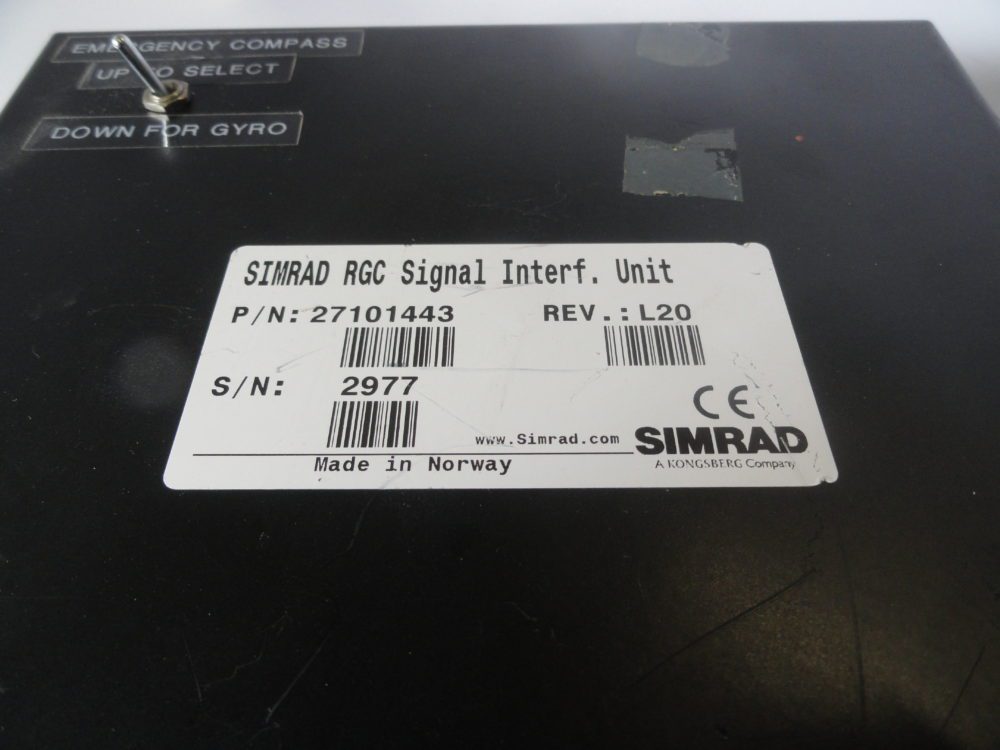 EMERGENCY COMPASS
UP TO SELECT
DOWN FOR GYRO
SIMRAD RGC Signal Interf. Unit
P/N: 27101443 REV.: L20
S/N: 2977
CE
www.Simrad.com SIMRAD
A KONGSBERG Company
Made in Norway